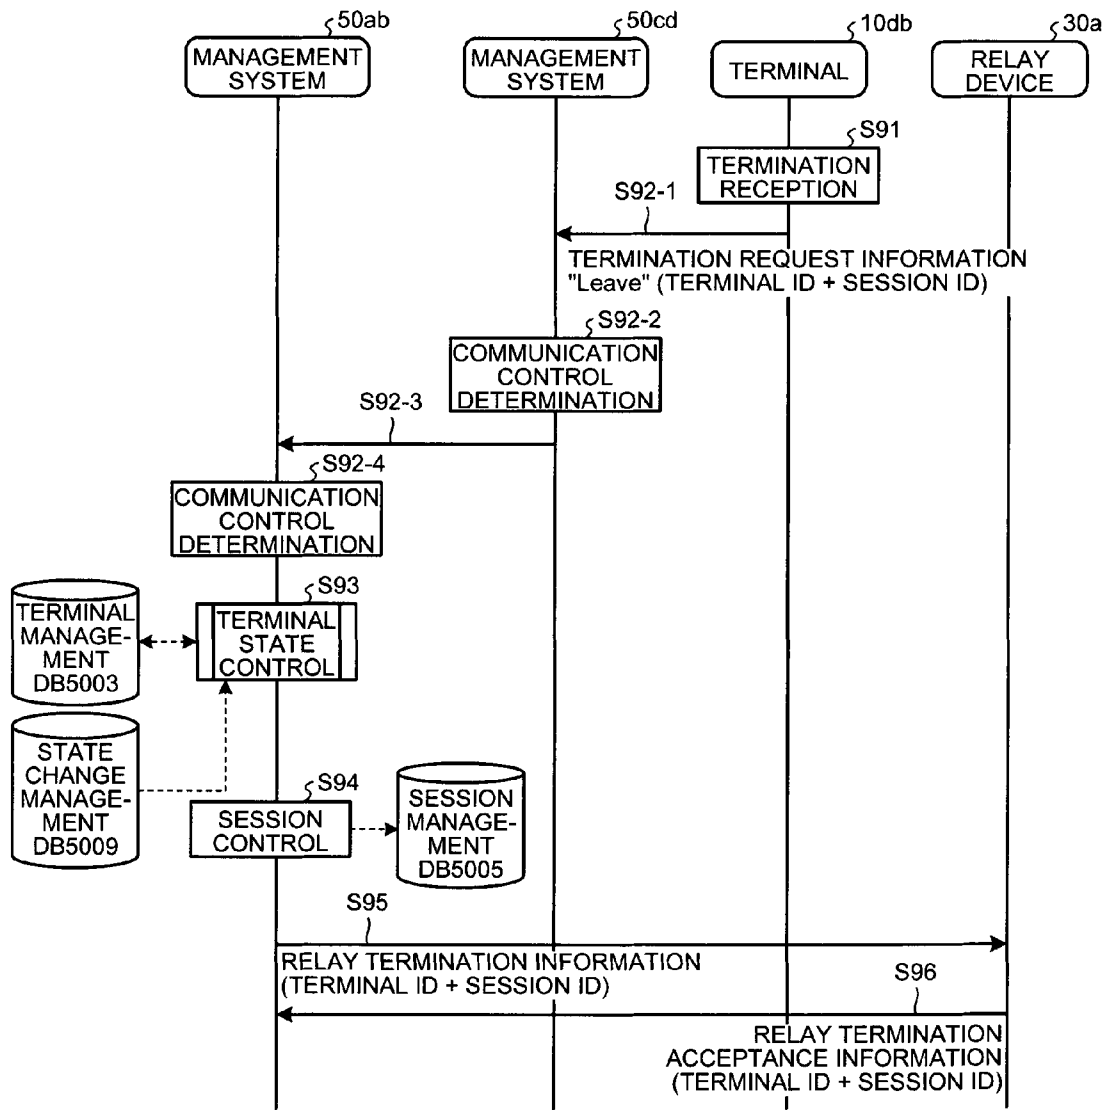 50ab
50cd
10db
30a
MANAGEMENT
SYSTEM
MANAGEMENT
SYSTEM
TERMINAL
RELAY
DEVICE
S91
TERMINATION
RECEPTION
S92-1
TERMINATION REQUEST INFORMATION
"Leave" (TERMINAL ID + SESSION ID)
S92-2
COMMUNICATION
CONTROL
DETERMINATION
S92-3
S92-4
COMMUNICATION
CONTROL
DETERMINATION
S93
TERMINAL
MANAGE-
MENT
DB5003
TERMINAL
STATE
CONTROL
STATE
CHANGE
MANAGE-
MENT
DB5009
S94
SESSION
CONTROL
SESSION
MANAGE-
MENT
DB5005
S95
RELAY TERMINATION INFORMATION
(TERMINAL ID + SESSION ID)
S96
RELAY TERMINATION
ACCEPTANCE INFORMATION
(TERMINAL ID + SESSION ID)